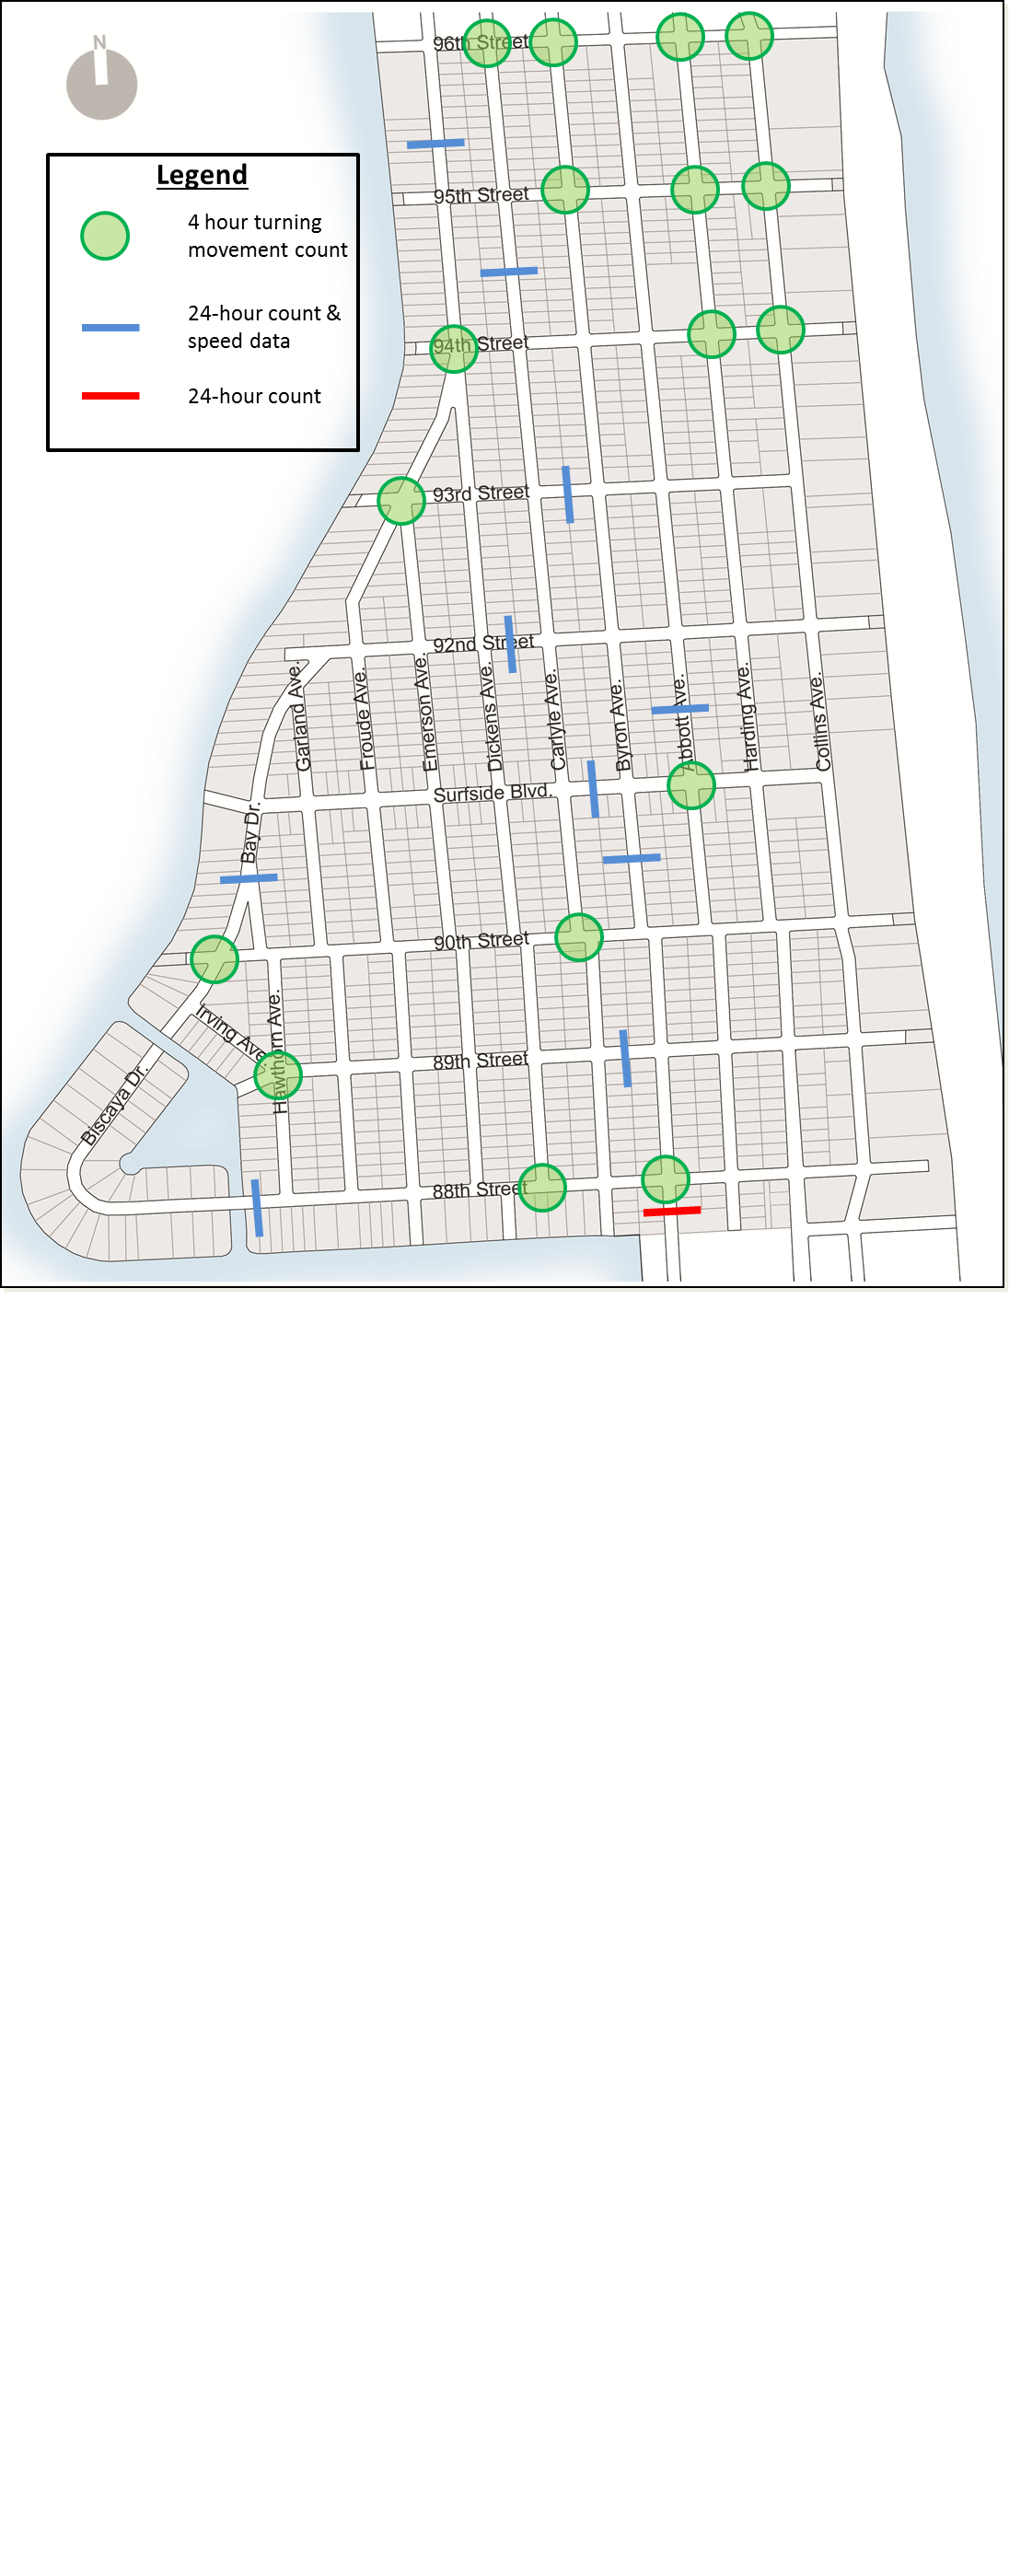 N
96th Street
Legend
4 hour turning
movement count
95th Street
24-hour count &
speed data
94th Street
24-hour count
93rd Street
92nd Street
Garland Ave.
Froude Ave.
Emerson Ave.
Dickens Ave.
Carlyle Ave.
Byron Ave.
Abbott Ave.
Harding Ave.
Collins Ave.
Surfside Blvd.
Bay Dr.
90th Street
Irving Ave.
Hawthorn Ave.
89th Street
Biscaya Dr.
88th Street